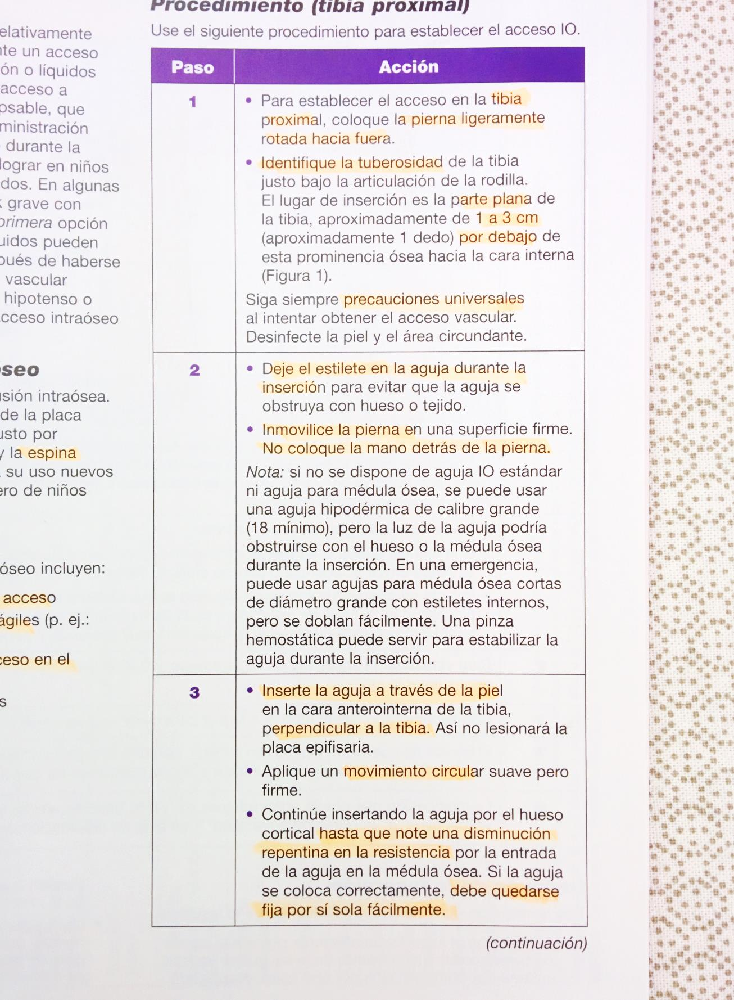 elativamente
un acceso
ón o líquidos
acceso a
que
ministración
durante la
lograr en niños
dos. En algunas
grave con
primera opción
uidos pueden
pués de haberse
vascular
hipotenso o
cceso intraóseo
óseo
usión intraósea.
de la placa
usto por
y la espina
su uso nuevos
ero de niños
óseo incluyen:
acceso
ágiles (p. ej.:
ceso en el
s
Procedimiento (tibia proximal)
Use el siguiente procedimiento para establecer el acceso IO.
Paso Acción
1
• Para establecer el acceso en la tibia
proximal, coloque la pierna ligeramente
rotada hacia fuera.
• Identifique la tuberosidad de la tibia
justo bajo la articulación de la rodilla.
El lugar de inserción es la parte plana de
la tibia, aproximadamente de 1 a 3 cm
(aproximadamente 1 dedo) por debajo de
esta prominencia ósea hacia la cara interna
(Figura 1).
Siga siempre precauciones universales
al intentar obtener el acceso vascular.
Desinfecte la piel y el área circundante.
2
• Deje el estilete en la aguja durante la
inserción para evitar que la aguja se
obstruya con hueso o tejido.
• Inmovilice la pierna en una superficie firme.
No coloque la mano detrás de la pierna.
Nota: si no se dispone de aguja IO estándar
ni aguja para médula ósea, se puede usar
una aguja hipodérmica de calibre grande
(18 mínimo), pero la luz de la aguja podría
obstruirse con el hueso o la médula ósea
durante la inserción. En una emergencia,
puede usar agujas para médula ósea cortas
de diámetro grande con estiletes internos,
pero se doblan fácilmente. Una pinza
hemostática puede servir para estabilizar la
aguja durante la inserción.
3
• Inserte la aguja a través de la piel
en la cara anterointerna de la tibia,
perpendicular a la tibia. Así no lesionará la
placa epifisaria.
• Aplique un movimiento circular suave pero
firme.
• Continúe insertando la aguja por el hueso
cortical hasta que note una disminución
repentina en la resistencia por la entrada
de la aguja en la médula ósea. Si la aguja
se coloca correctamente, debe quedarse
fija por sí sola fácilmente.
(continuación)